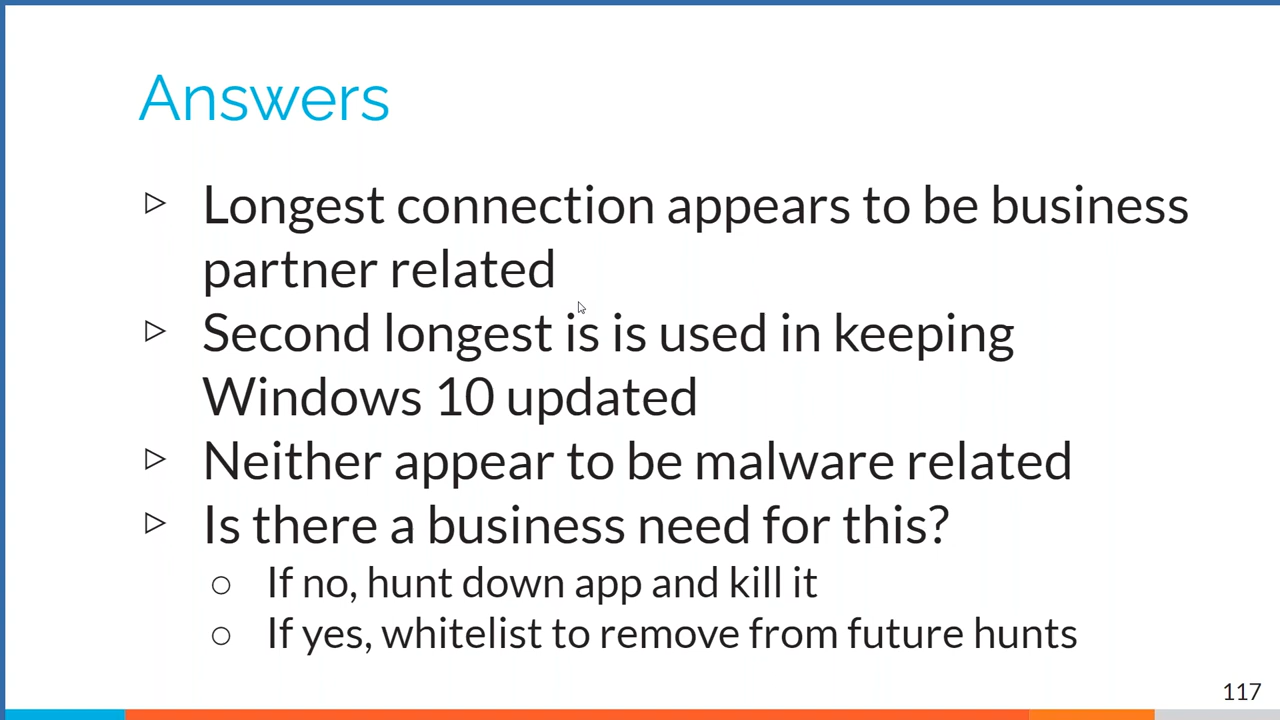 Answers
Longest connection appears to be business
partner related
Second longest is is used in keeping
Windows 10 updated
Neither appear to be malware related
Is there a business need for this?
If no, hunt down app and kill it
If yes, whitelist to remove from future hunts
117